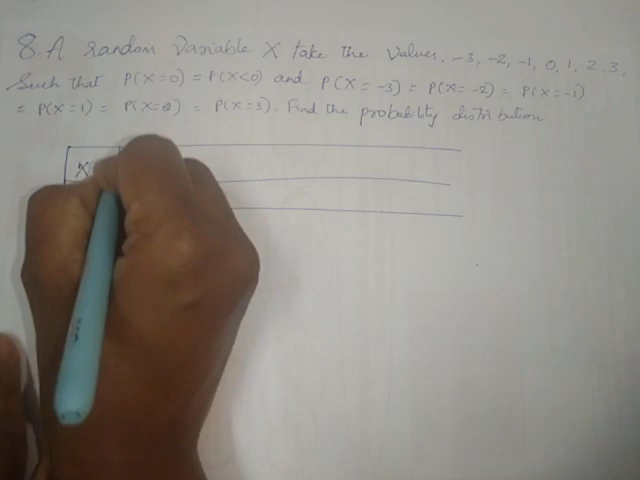 8. A random Variable X take the Values, -3, -2, -1, 0, 1, 2, 3,
Such that P(X=0) = P(X<0) and P(X = -3) = P(X= -2) = P(X=-1)
= P(X = 1) = P(X=2) = P(X = 3). Find the probability distribution.
X